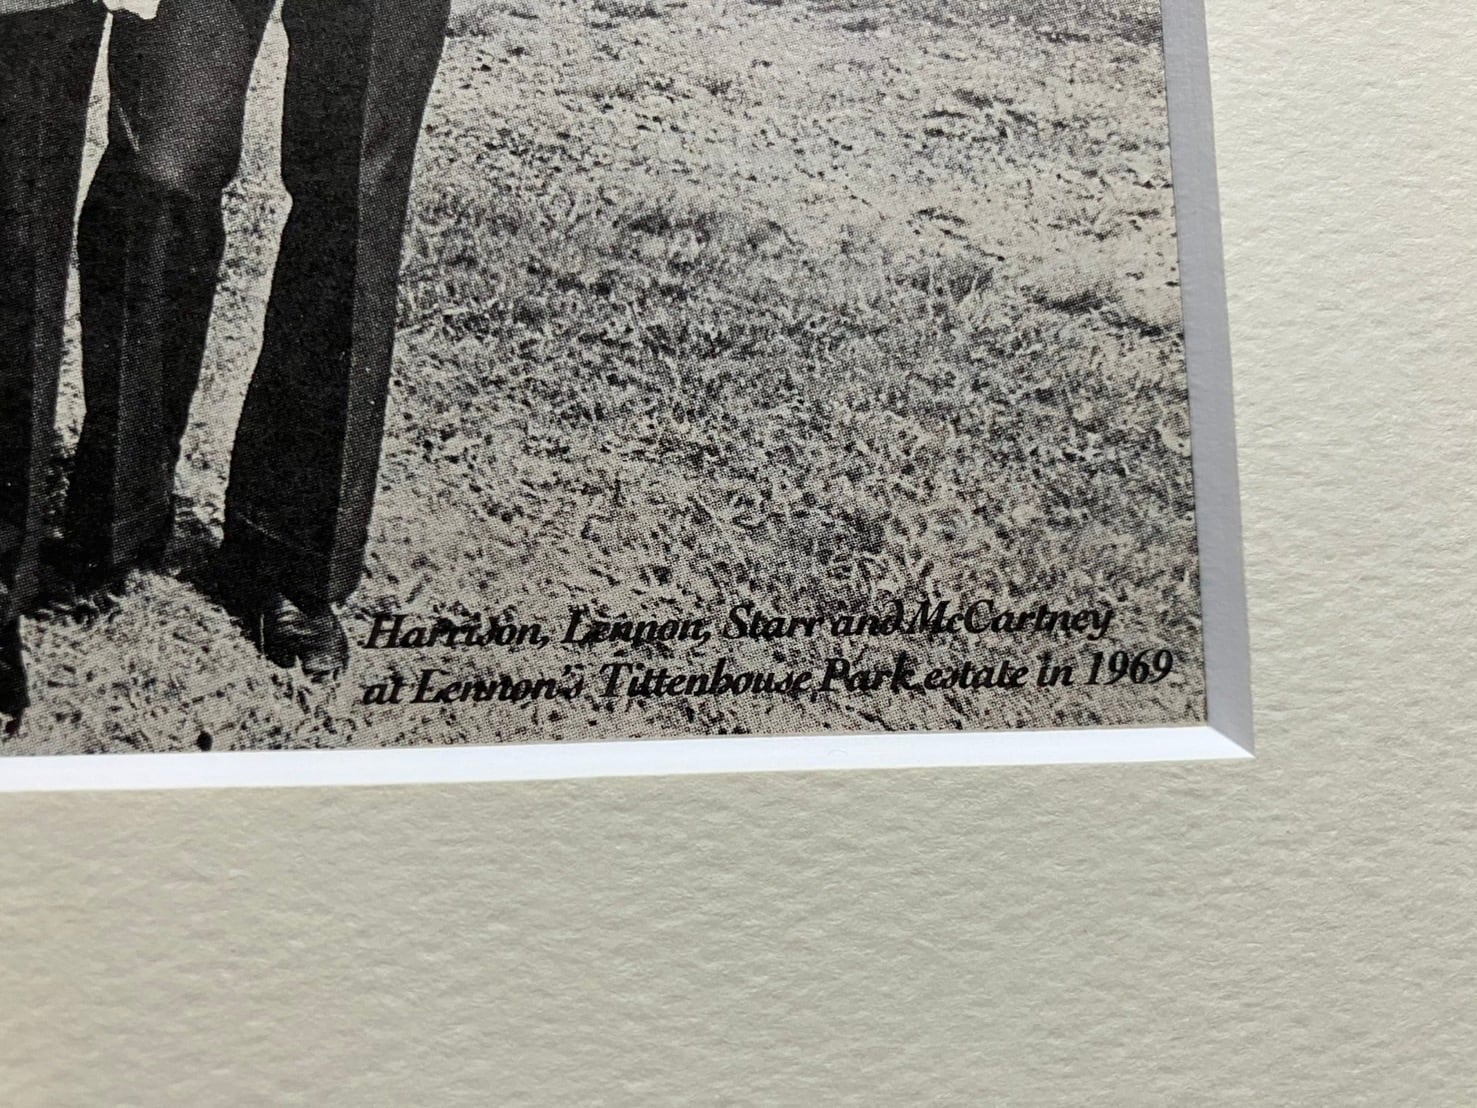 Harrison, Lennon, Starr and McCartney
at Lennon's Tittenhouse Park estate in 1969